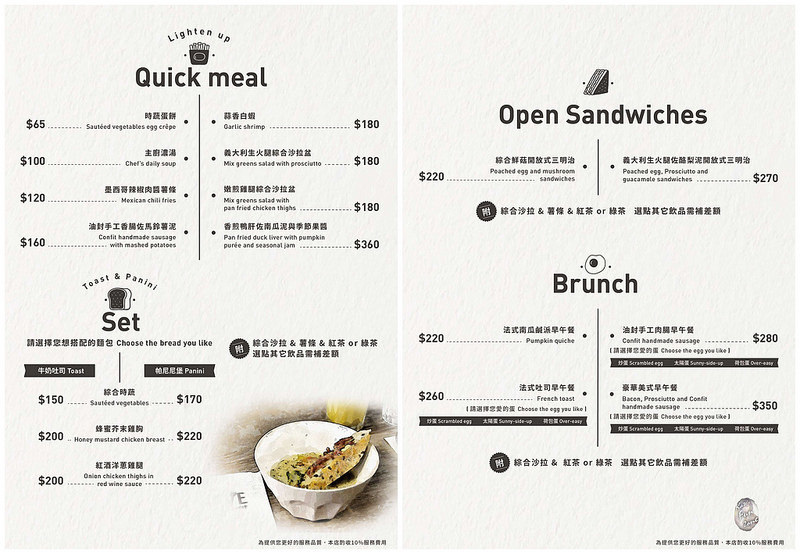 Lighten up
Quick meal
時蔬蛋餅
$65 Sautéed vegetables egg crêpe
主廚濃湯
$100 Chef's daily soup
墨西哥辣椒肉醬薯條
$120 Mexican chili fries
油封手工香腸佐馬鈴薯泥
Confit handmade sausage
$160 with mashed potatoes
蒜香白蝦
Garlic shrimp $180
義大利生火腿綜合沙拉盆
Mix greens salad with prosciutto $180
嫩煎雞腿綜合沙拉盆
Mix greens salad with
pan fried chicken thighs $180
香煎鴨肝佐南瓜泥與季節果醬
Pan fried duck liver with pumpkin
purée and seasonal jam $360
Toast & Panini
Set
請選擇您想搭配的麵包 Choose the bread you like
牛奶吐司 Toast 帕尼尼堡 Panini
綜合時蔬
$150 Sautéed vegetables $170
蜂蜜芥末雞胸
$200 Honey mustard chicken breast $220
紅酒洋蔥雞腿
Onion chicken thighs in
$200 red wine sauce $220
附 綜合沙拉 & 薯條 & 紅茶 or 綠茶
選點其它飲品需補差額
為提供您更好的服務品質，本店酌收10%服務費用
Open Sandwiches
綜合鮮菇開放式三明治
Poached egg and mushroom
$220 sandwiches
義大利生火腿佐酪梨泥開放式三明治
Poached egg, Prosciutto and
guacamole sandwiches $270
附 綜合沙拉 & 薯條 & 紅茶 or 綠茶 選點其它飲品需補差額
Brunch
法式南瓜鹹派早午餐
$220 Pumpkin quiche
法式吐司早午餐
$260 French toast
[ 請選擇您愛的蛋 Choose the egg you like ]
炒蛋 Scrambled egg 太陽蛋 Sunny-side-up 荷包蛋 Over-easy
油封手工肉腸早午餐
Confit handmade sausage $280
[ 請選擇您愛的蛋 Choose the egg you like ]
炒蛋 Scrambled egg 太陽蛋 Sunny-side-up 荷包蛋 Over-easy
豪華美式早午餐
Bacon, Prosciutto and Confit
handmade sausage $350
[ 請選擇您愛的蛋 Choose the egg you like ]
炒蛋 Scrambled egg 太陽蛋 Sunny-side-up 荷包蛋 Over-easy
附 綜合沙拉 & 紅茶 or 綠茶 選點其它飲品需補差額
為提供您更好的服務品質，本店酌收10%服務費用